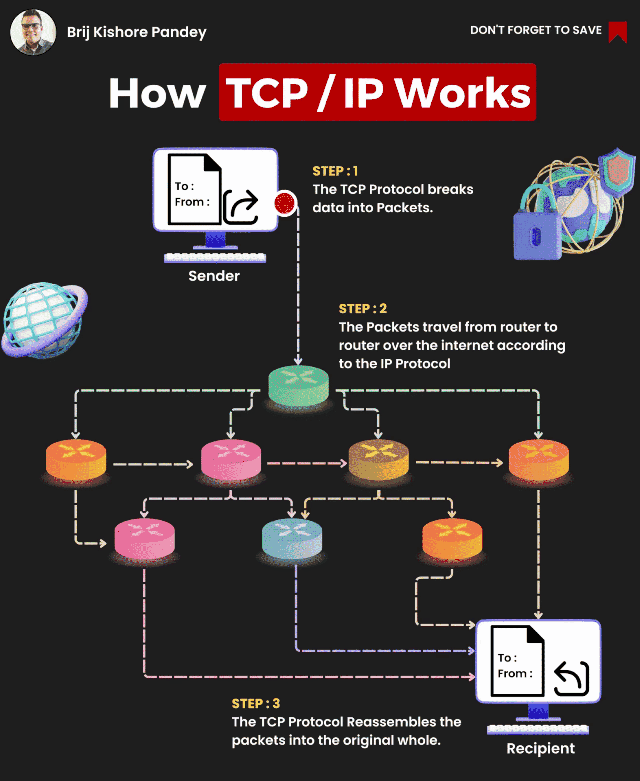 Brij Kishore Pandey
DON'T FORGET TO SAVE
How TCP / IP Works
To :
From :
Sender
STEP : 1
The TCP Protocol breaks
data into Packets.
STEP : 2
The Packets travel from router to
router over the internet according
to the IP Protocol
To :
From :
Recipient
STEP : 3
The TCP Protocol Reassembles the
packets into the original whole.